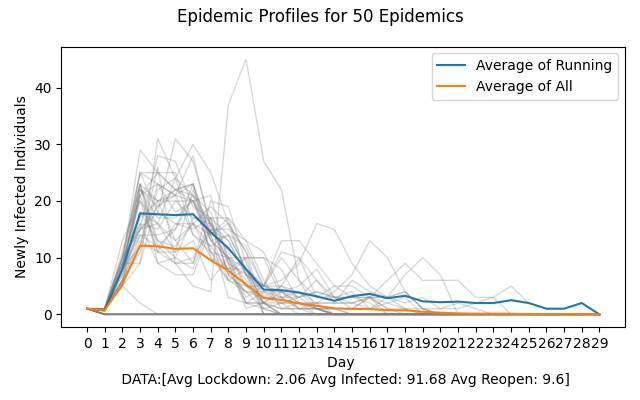 Epidemic Profiles for 50 Epidemics
Average of Running
Average of All
Newly Infected Individuals
40
30
20
10
0
0 1 2 3 4 5 6 7 8 9 10 11 12 13 14 15 16 17 18 19 20 21 22 23 24 25 26 27 28 29
Day
DATA:[Avg Lockdown: 2.06 Avg Infected: 91.68 Avg Reopen: 9.6]